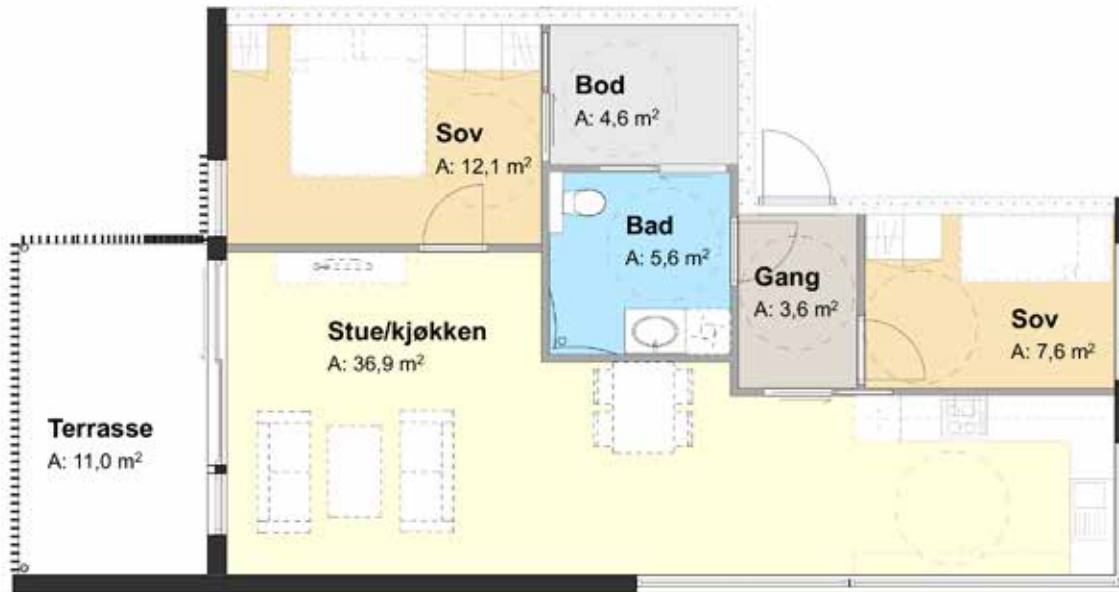 Bod
A: 4,6 m²
Sov
A: 12,1 m²
Bad
A: 5,6 m²
Gang
A: 3,6 m²
Sov
A: 7,6 m²
Stue/kjøkken
A: 36,9 m²
Terrasse
A: 11,0 m²